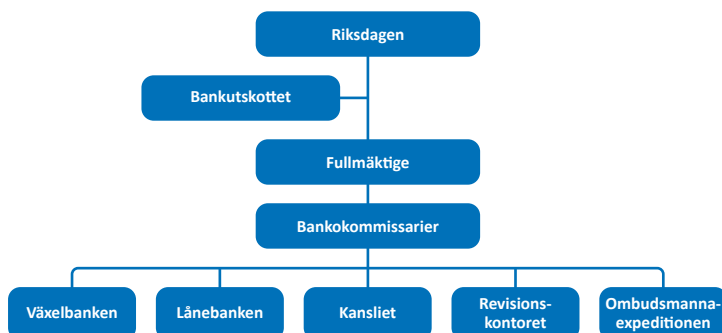 Riksdagen
Bankutskottet
Fullmäktige
Bankokommissarier
Växelbanken
Lånebanken
Kansliet
Revisions-
kontoret
Ombudsmanna-
expeditionen